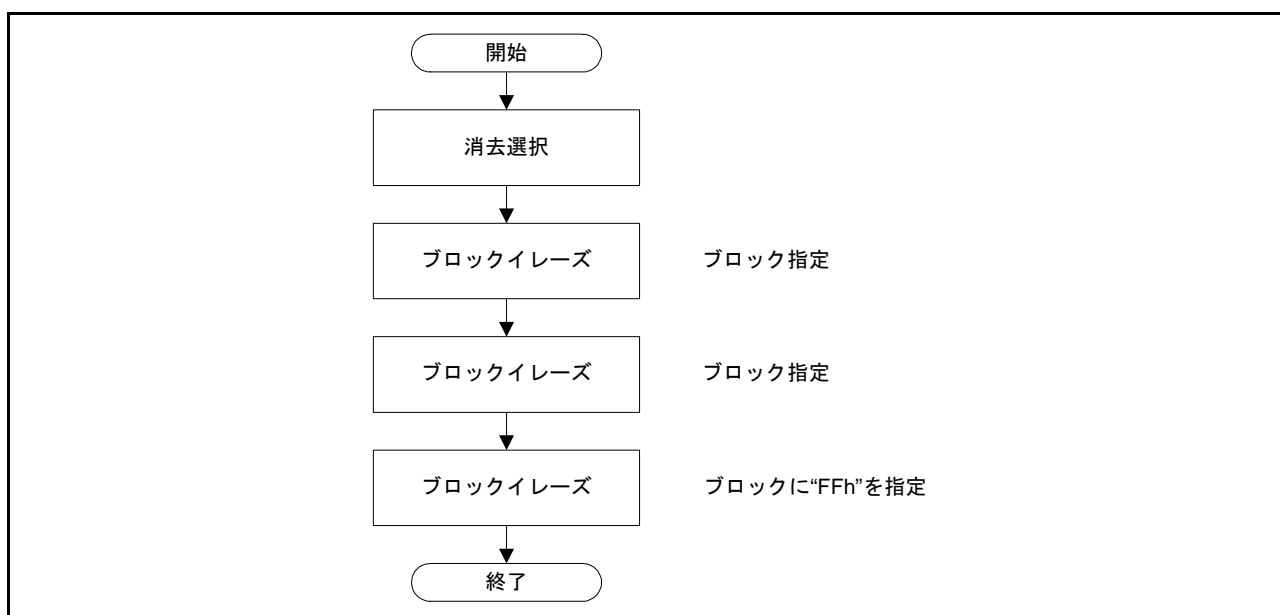 開始
消去選択
ブロックイレーズ ブロック指定
ブロックイレーズ ブロック指定
ブロックイレーズ ブロックに“FFh”を指定
終了